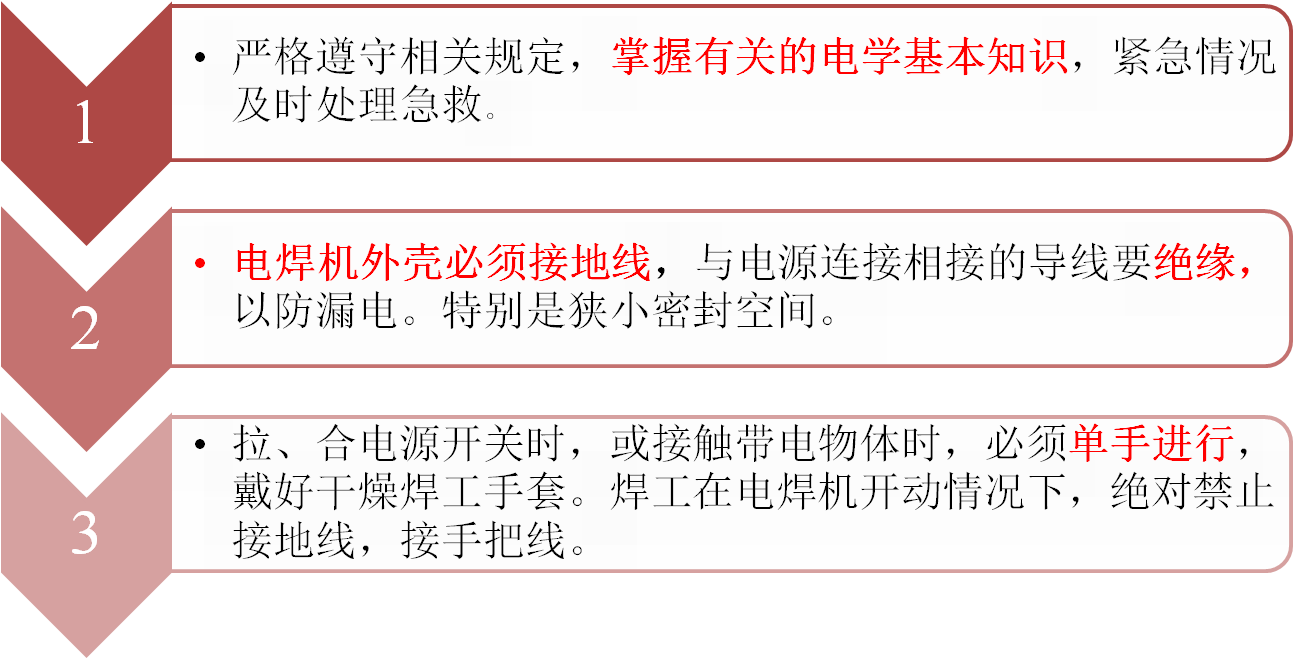 1
• 严格遵守相关规定，掌握有关的电学基本知识，紧急情况
及时处理急救。
2
• 电焊机外壳必须接地线，与电源连接相接的导线要绝缘，
以防漏电。特别是狭小密封空间。
3
• 拉、合电源开关时，或接触带电物体时，必须单手进行，
戴好干燥焊工手套。焊工在电焊机开动情况下，绝对禁止
接地线，接手把线。